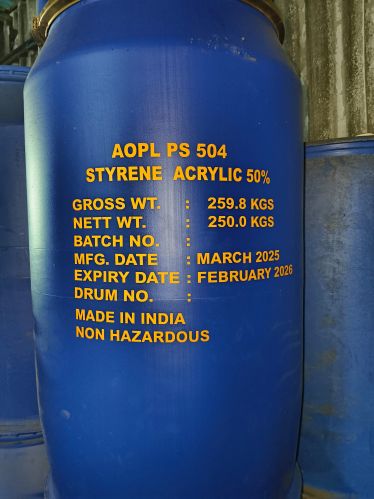 AOPL PS 504
STYRENE ACRYLIC 50%
GROSS WT. : 259.8 KGS
NETT WT. : 250.0 KGS
BATCH NO. :
MFG. DATE : MARCH 2025
EXPIRY DATE : FEBRUARY 2026
DRUM NO. :
MADE IN INDIA
NON HAZARDOUS